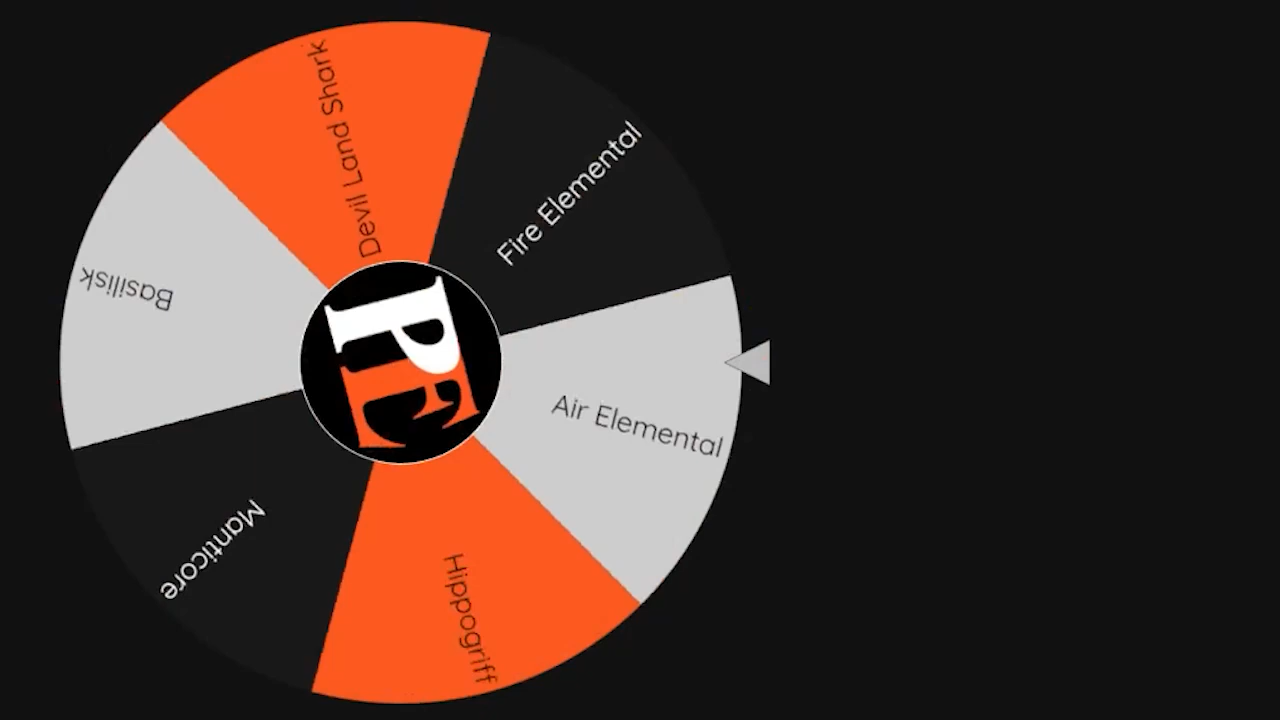 Devil Land Shark
Fire Elemental
Basilisk
PF
Air Elemental
Manticore
Hippogriff